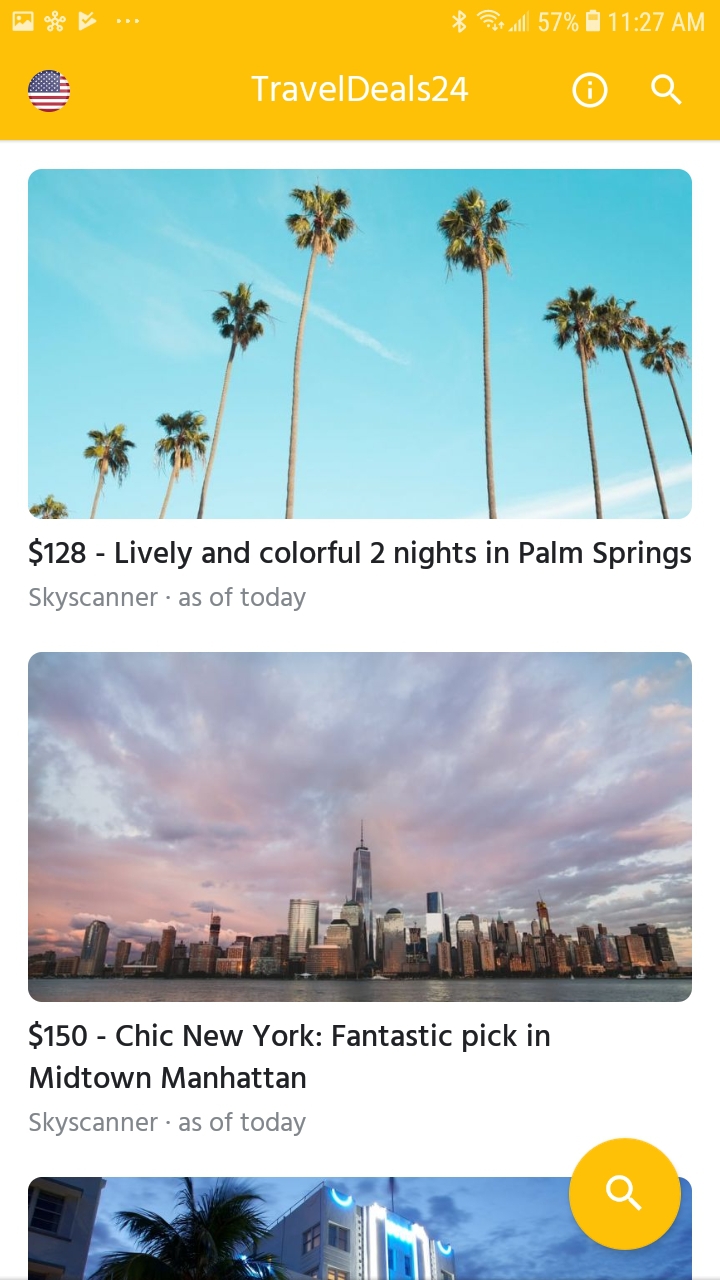 57% 11:27 AM
TravelDeals24
$128 - Lively and colorful 2 nights in Palm Springs
Skyscanner · as of today
$150 - Chic New York: Fantastic pick in
Midtown Manhattan
Skyscanner · as of today